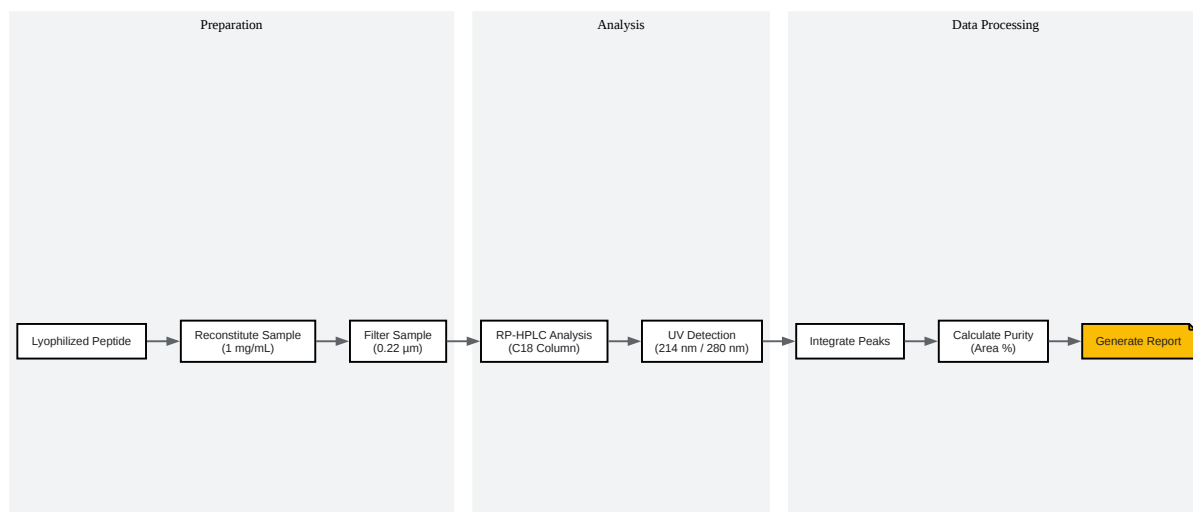 Preparation
Analysis
Data Processing
Lyophilized Peptide
Reconstitute Sample
(1 mg/mL)
Filter Sample
(0.22 µm)
RP-HPLC Analysis
(C18 Column)
UV Detection
(214 nm / 280 nm)
Integrate Peaks
Calculate Purity
(Area %)
Generate Report